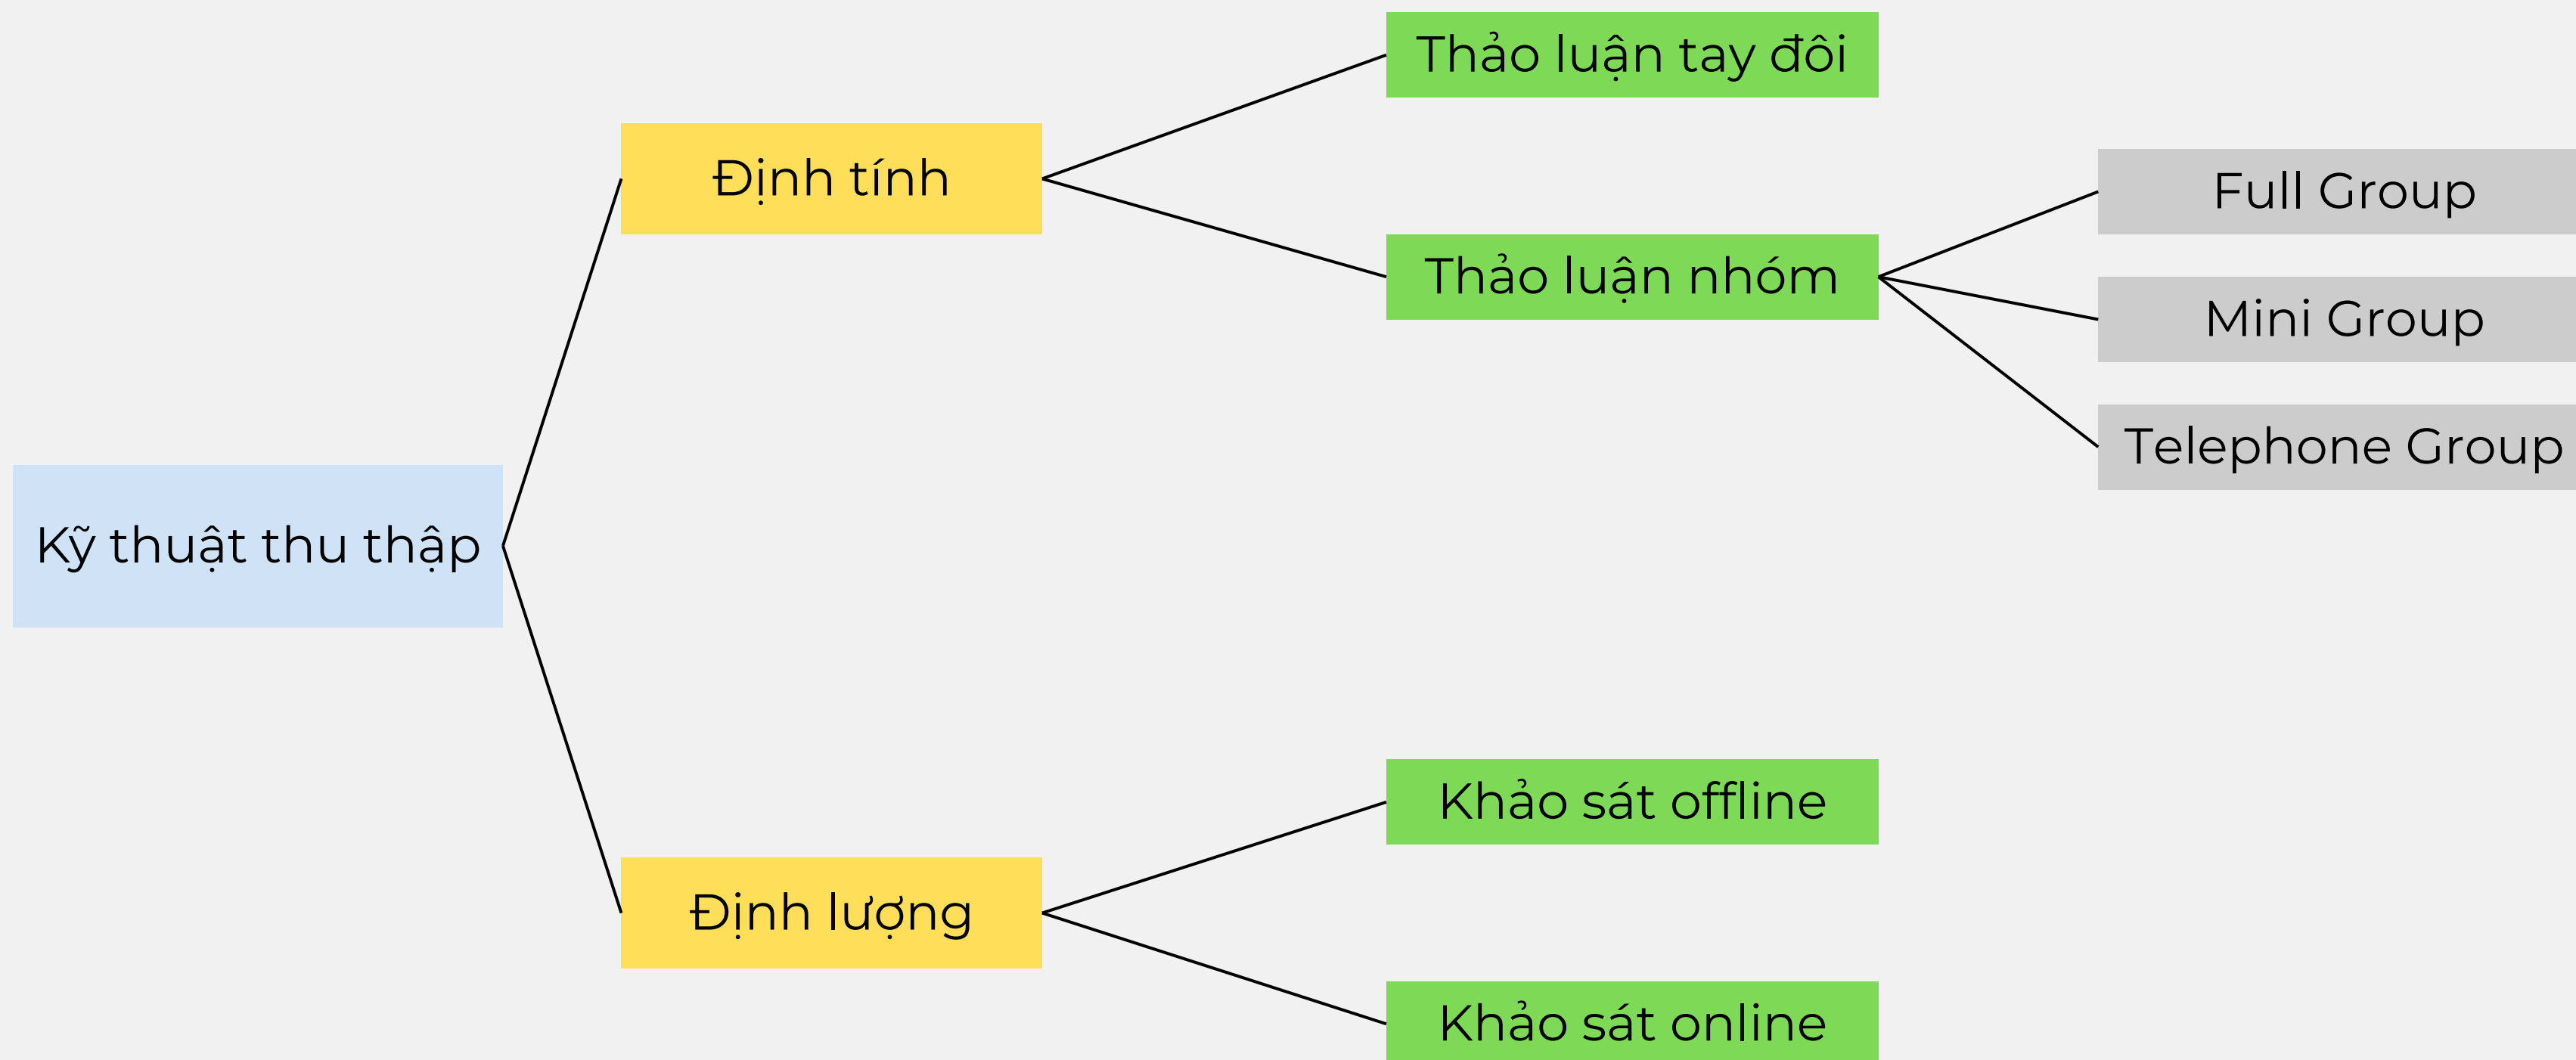 Thảo luận tay đôi
Định tính
Full Group
Thảo luận nhóm
Mini Group
Telephone Group
Kỹ thuật thu thập
Khảo sát offline
Định lượng
Khảo sát online